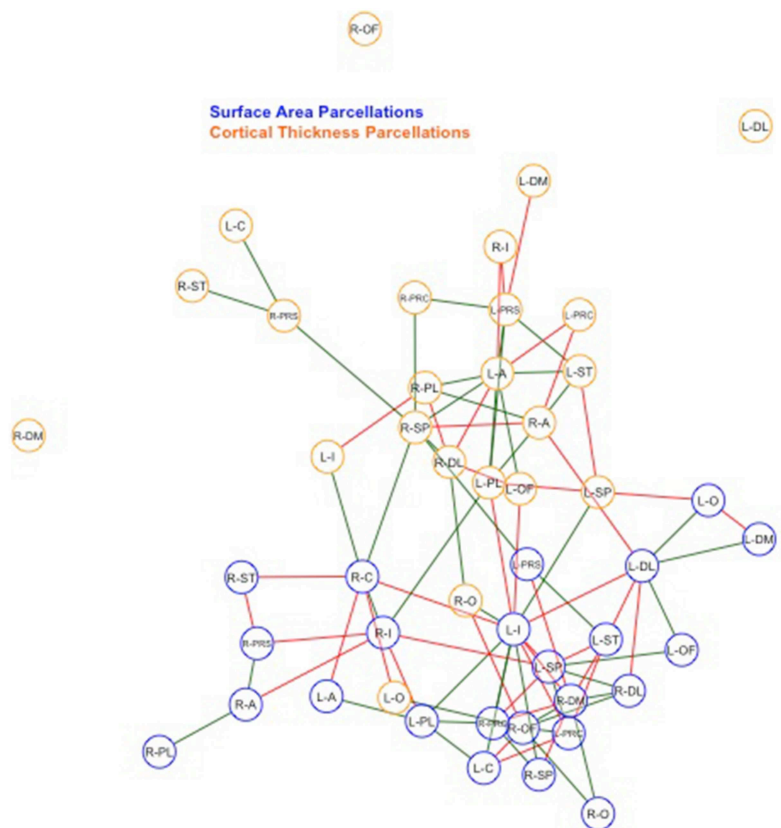 R-OF
Surface Area Parcellations
Cortical Thickness Parcellations
L-DL
L-DM
L-C
R-I
R-ST
R-PRC
L-PRS
L-PRC
R-PRS
L-A
L-ST
R-PL
R-A
R-SP
R-DM
L-I
R-DL
L-PL
L-OF
L-SP
L-O
L-DM
L-PRS
L-DL
R-ST
R-C
R-O
L-I
R-I
L-ST
R-PRS
L-OF
L-SP
R-DL
L-A
L-O
R-DM
R-A
L-PL
R-PRC
R-OF
L-PRC
R-PL
L-C
R-SP
R-O